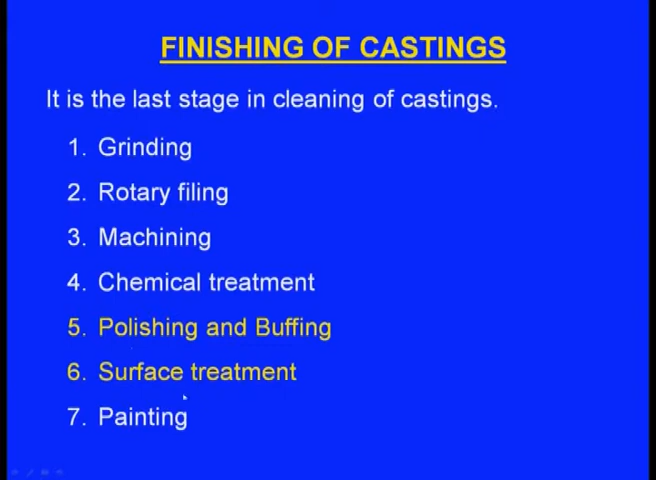 FINISHING OF CASTINGS
It is the last stage in cleaning of castings.
1. Grinding
2. Rotary filing
3. Machining
4. Chemical treatment
5. Polishing and Buffing
6. Surface treatment
7. Painting